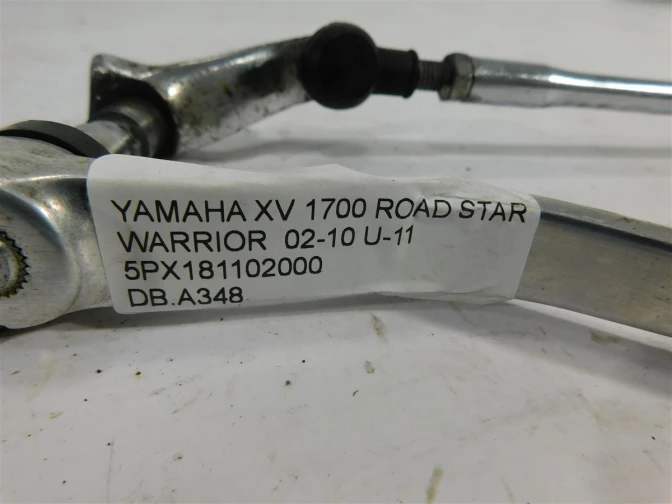 YAMAHA XV 1700 ROAD STAR
WARRIOR 02-10 U-11
5PX181102000
DB.A348